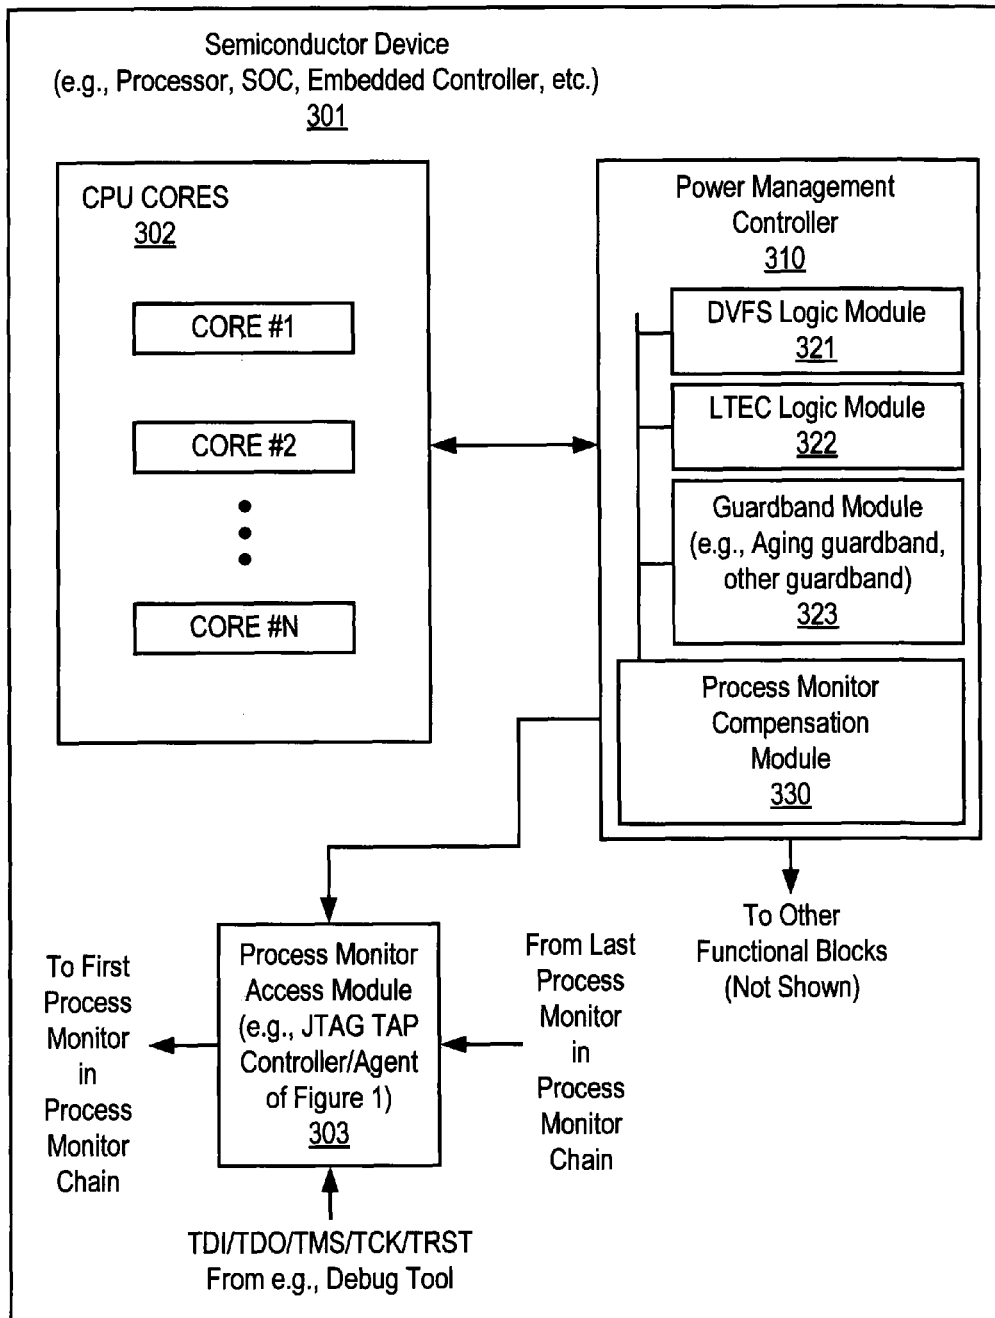 Semiconductor Device
(e.g., Processor, SOC, Embedded Controller, etc.)
301
CPU CORES
302
CORE #1
CORE #2
CORE #N
Power Management
Controller
310
DVFS Logic Module
321
LTEC Logic Module
322
Guardband Module
(e.g., Aging guardband,
other guardband)
323
Process Monitor
Compensation
Module
330
To Other
Functional Blocks
(Not Shown)
To First
Process
Monitor
in
Process
Monitor
Chain
Process Monitor
Access Module
(e.g., JTAG TAP
Controller/Agent
of Figure 1)
303
From Last
Process
Monitor
in
Process
Monitor
Chain
TDI/TDO/TMS/TCK/TRST
From e.g., Debug Tool